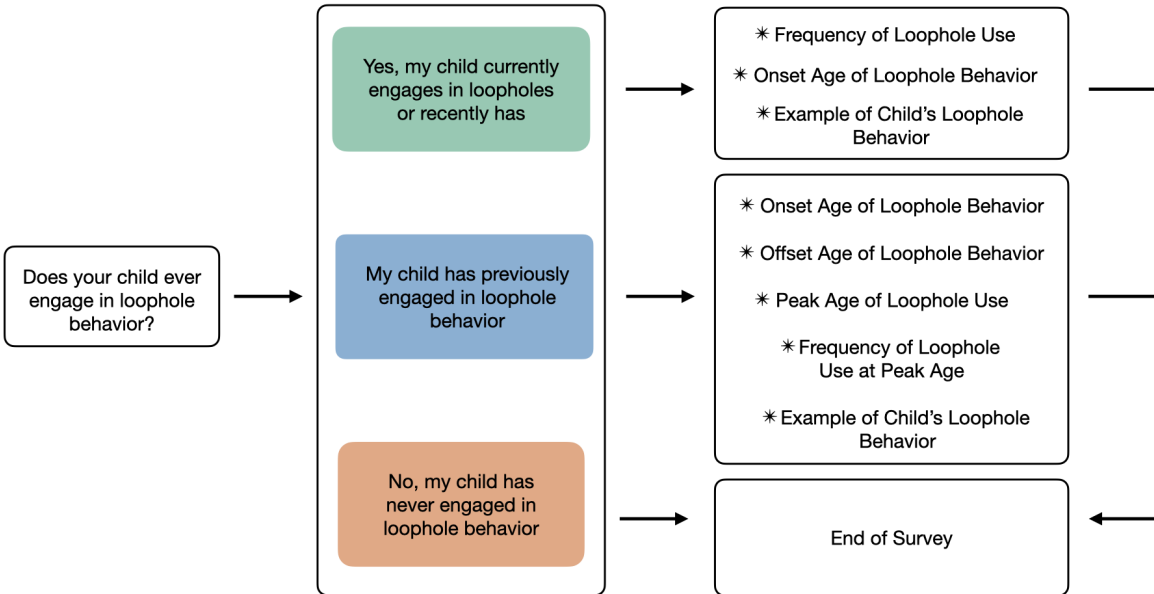 Does your child ever
engage in loophole
behavior?
Yes, my child currently
engages in loopholes
or recently has
My child has previously
engaged in loophole
behavior
No, my child has
never engaged in
loophole behavior
✴ Frequency of Loophole Use
✴ Onset Age of Loophole Behavior
✴ Example of Child’s Loophole
Behavior
✴ Onset Age of Loophole Behavior
✴ Offset Age of Loophole Behavior
✴ Peak Age of Loophole Use
✴ Frequency of Loophole
Use at Peak Age
✴ Example of Child’s Loophole
Behavior
End of Survey